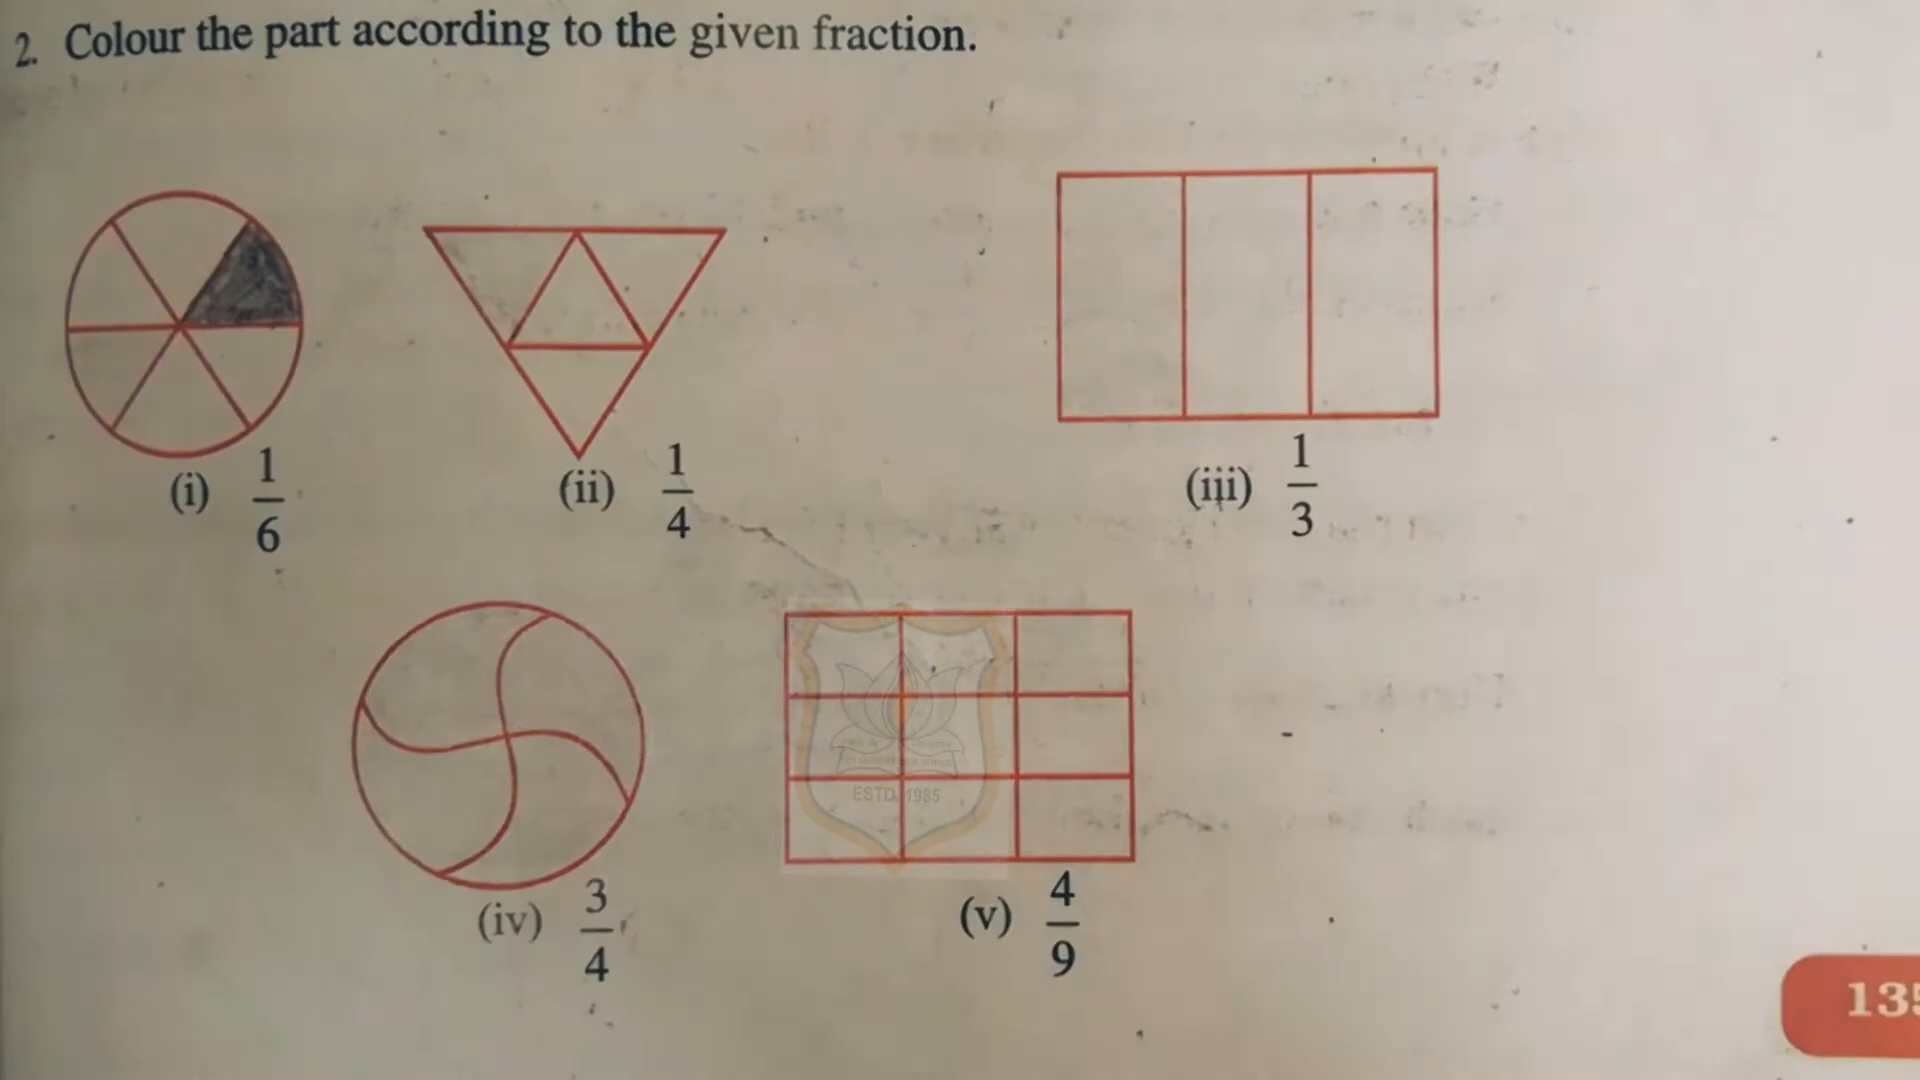 2. Colour the part according to the given fraction.
(i) 1/6
(ii) 1/4
(iii) 1/3
(iv) 3/4
(v) 4/9
ESTD. 1985